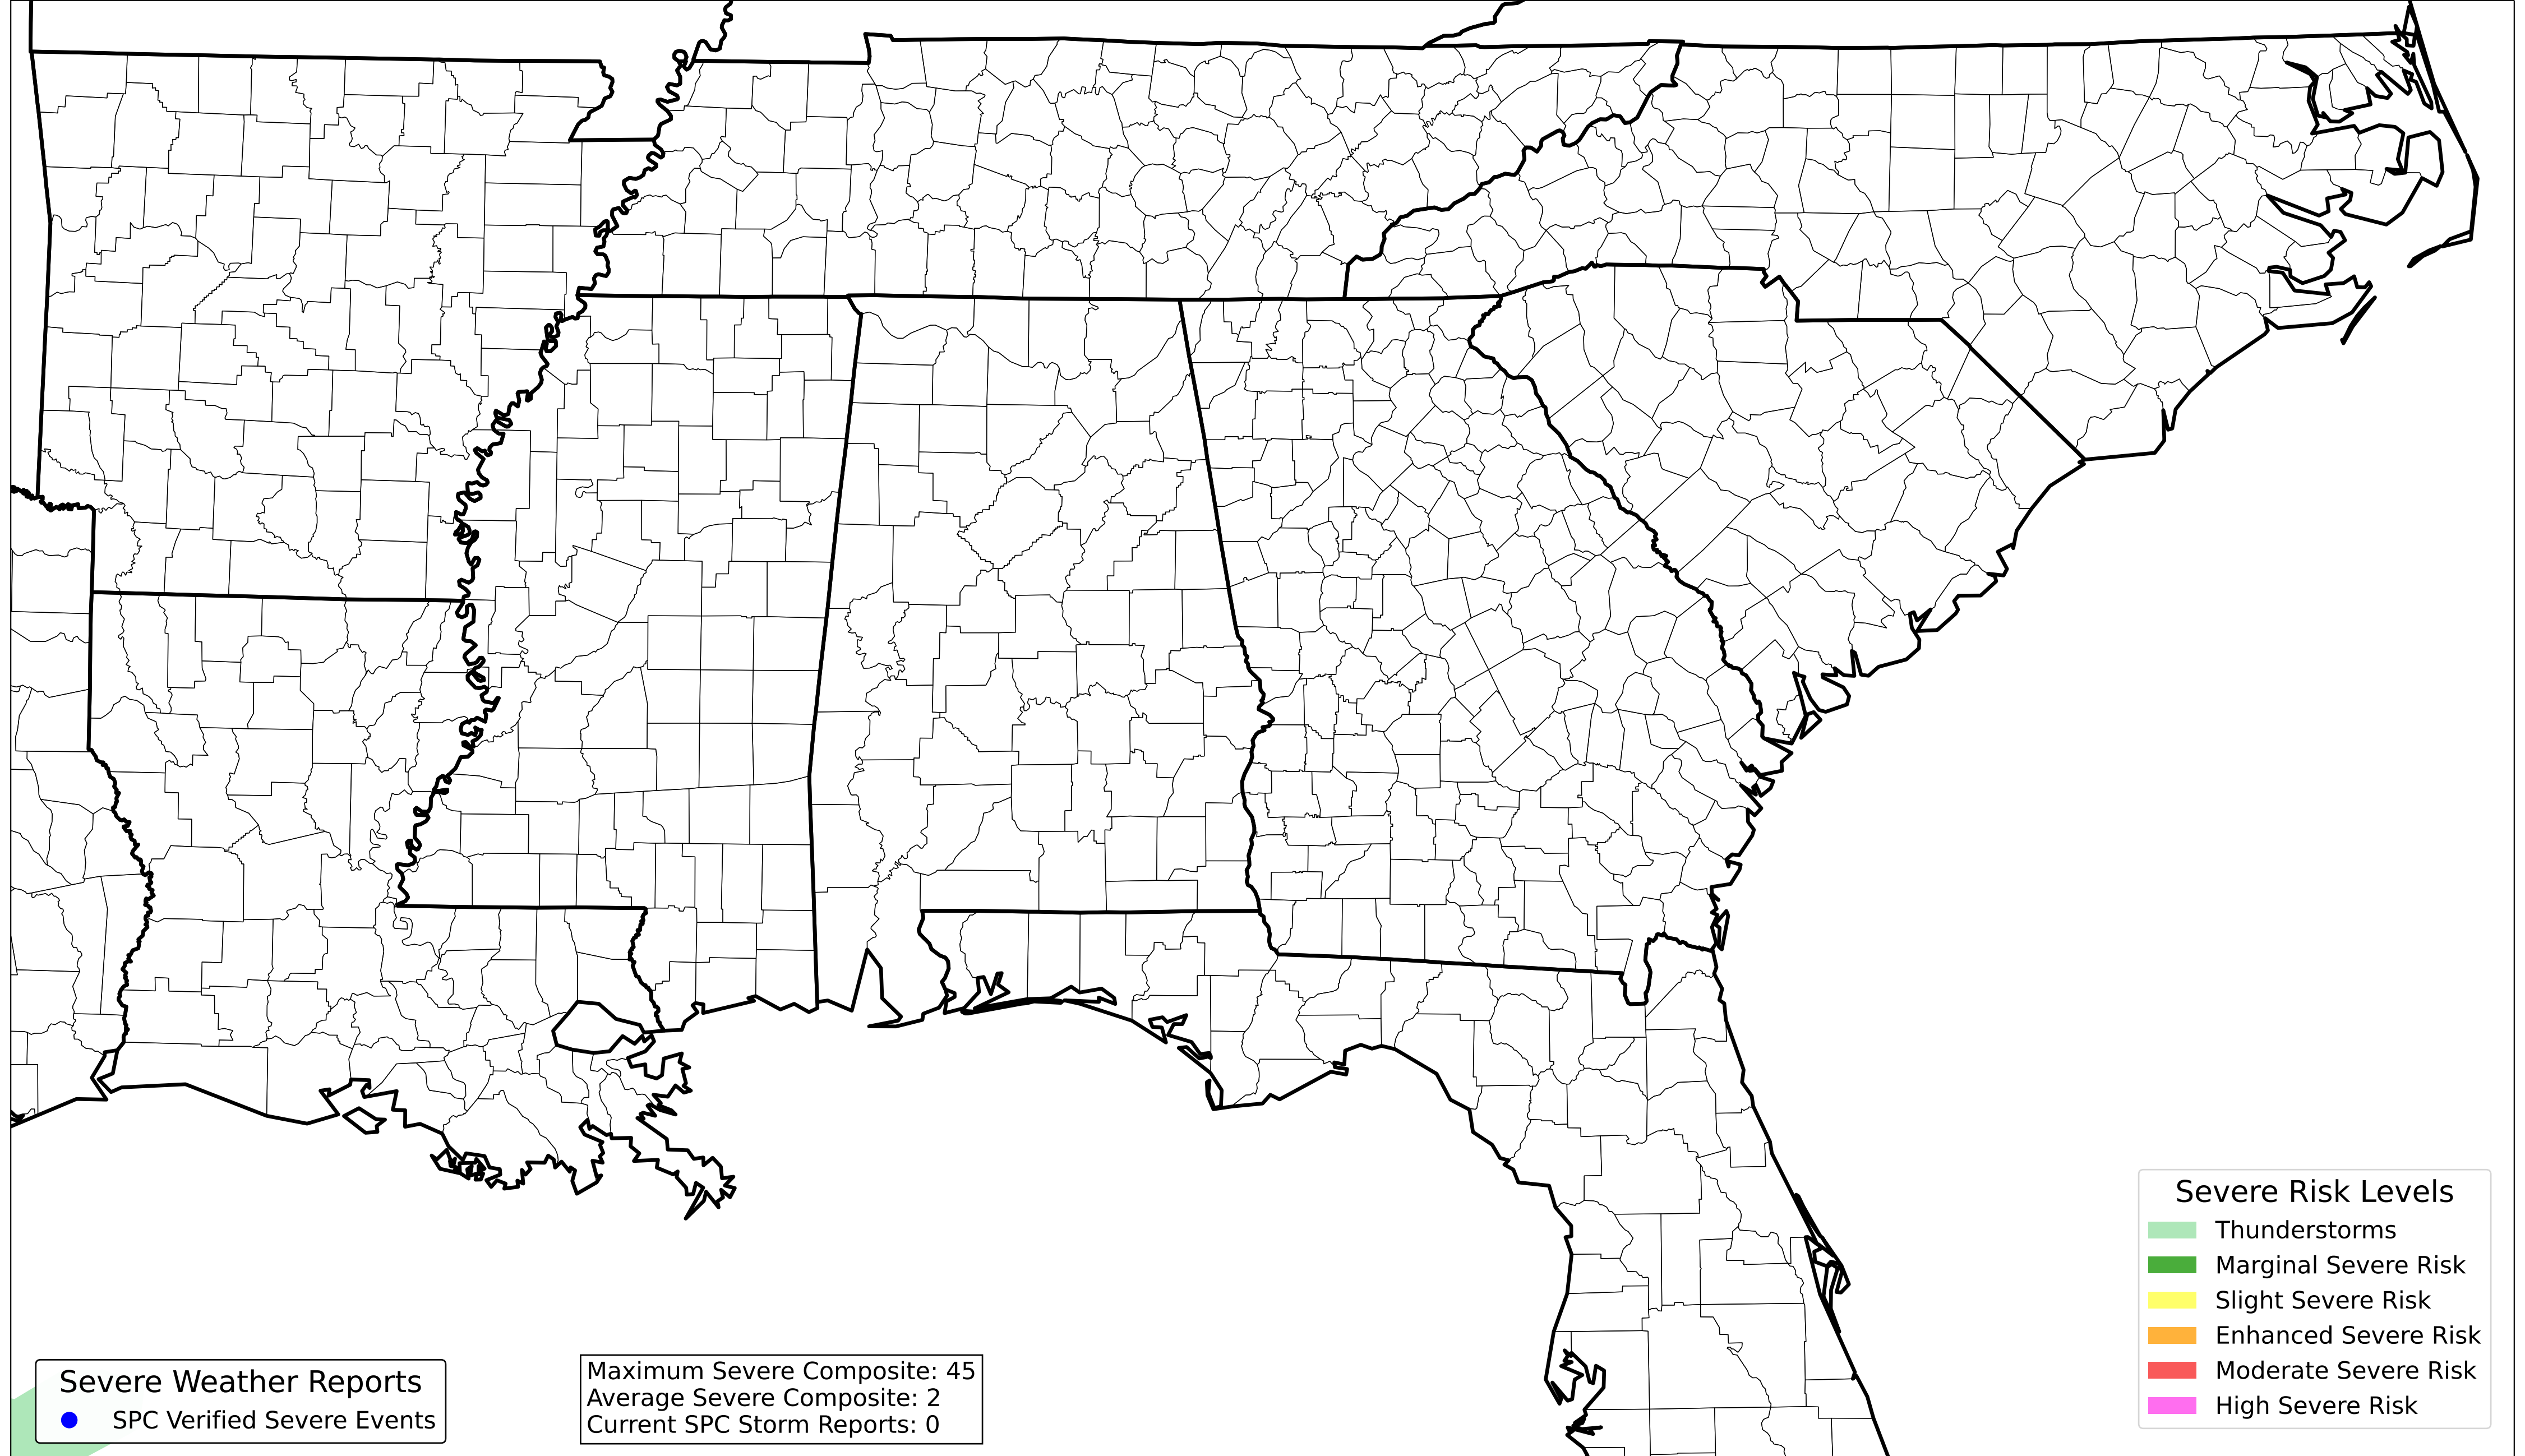 Severe Weather Reports
SPC Verified Severe Events
Maximum Severe Composite: 45
Average Severe Composite: 2
Current SPC Storm Reports: 0
Severe Risk Levels
Thunderstorms
Marginal Severe Risk
Slight Severe Risk
Enhanced Severe Risk
Moderate Severe Risk
High Severe Risk